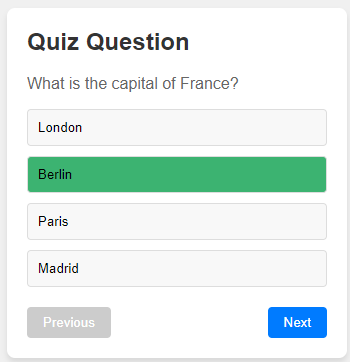 Quiz Question
What is the capital of France?
London
Berlin
Paris
Madrid
Previous
Next